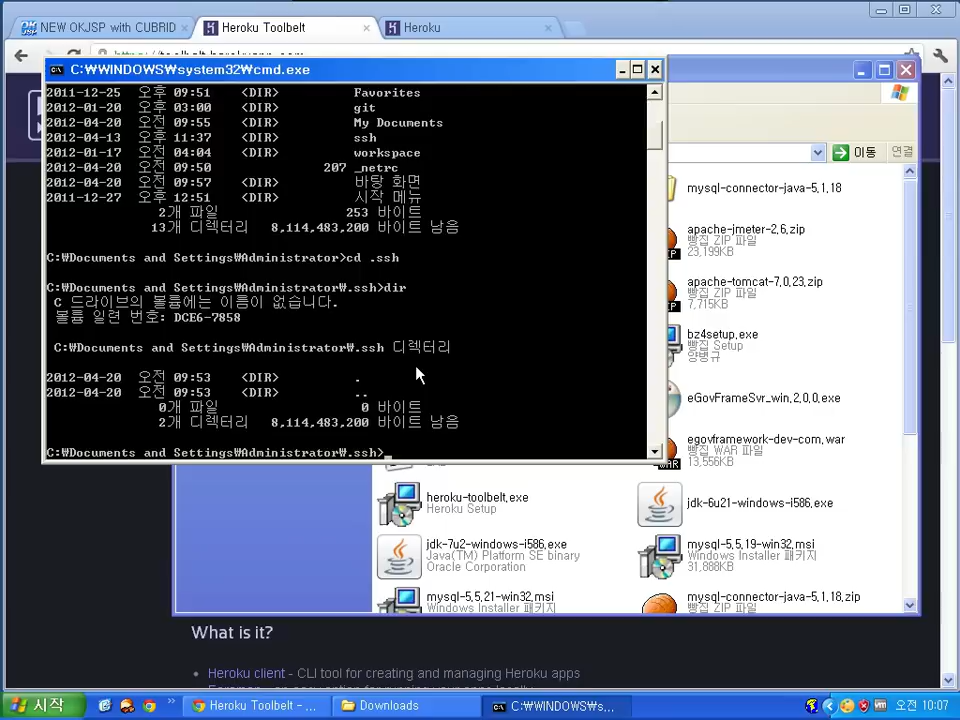 NEW OKJSP with CUBRID
Heroku Toolbelt
Heroku
C:₩WINDOWS₩system32₩cmd.exe
2011-12-25 오후 09:51 <DIR> Favorites
2012-01-20 오후 03:00 <DIR> git
2012-04-20 오전 09:55 <DIR> My Documents
2012-04-13 오후 11:37 <DIR> ssh
2012-01-17 오후 04:04 <DIR> workspace
2012-04-20 오전 09:50 207 _netrc
2012-04-20 오전 09:57 <DIR> 바탕 화면
2011-12-27 오후 12:51 <DIR> 시작 메뉴
2개 파일 253 바이트
13개 디렉터리 8,114,483,200 바이트 남음
C:₩Documents and Settings₩Administrator>cd .ssh
C:₩Documents and Settings₩Administrator₩.ssh>dir
C 드라이브의 볼륨에는 이름이 없습니다.
볼륨 일련 번호: DCE6-7858
C:₩Documents and Settings₩Administrator₩.ssh 디렉터리
2012-04-20 오전 09:53 <DIR> .
2012-04-20 오전 09:53 <DIR> ..
0개 파일 0 바이트
2개 디렉터리 8,114,483,200 바이트 남음
C:₩Documents and Settings₩Administrator₩.ssh>_
이동 연결
mysql-connector-java-5,1,18
apache-jmeter-2,6,zip
빵집 ZIP 파일
23,199KB
apache-tomcat-7,0,23,zip
빵집 ZIP 파일
7,715KB
bz4setup,exe
빵집 Setup
양병규
eGovFrameSvr_win,2,0,0,exe
egovframework-dev-com,war
빵집 WAR 파일
13,556KB
heroku-toolbelt,exe
Heroku Setup
jdk-6u21-windows-i586,exe
jdk-7u2-windows-i586,exe
Java(TM) Platform SE binary
Oracle Corporation
mysql-5,5,19-win32,msi
Windows Installer 패키지
31,888KB
mysql-5,5,21-win32,msi
Windows Installer 패키지
mysql-connector-java-5,1,18,zip
빵집 ZIP 파일
What is it?
Heroku client - CLI tool for creating and managing Heroku apps
시작
Heroku Toolbelt - ...
Downloads
C:₩WINDOWS₩s...
오전 10:07